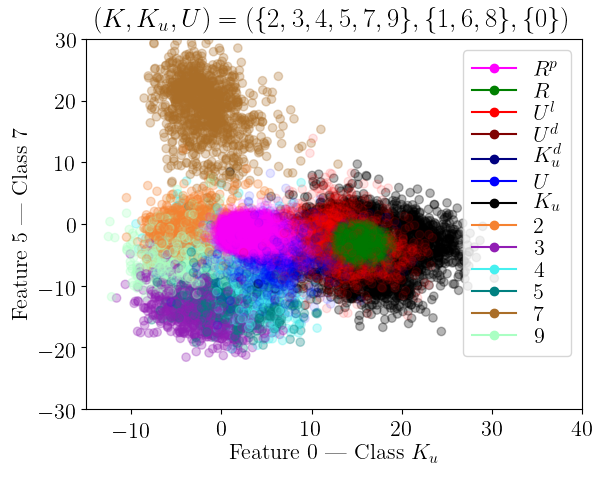 (K, K_u, U) = ({2, 3, 4, 5, 7, 9}, {1, 6, 8}, {0})
30
20
10
0
−10
−20
−30
Feature 5 — Class 7
R^p
R
U^l
U^d
K_u^d
U
K_u
2
3
4
5
7
9
−10
0
10
20
30
40
Feature 0 — Class K_u